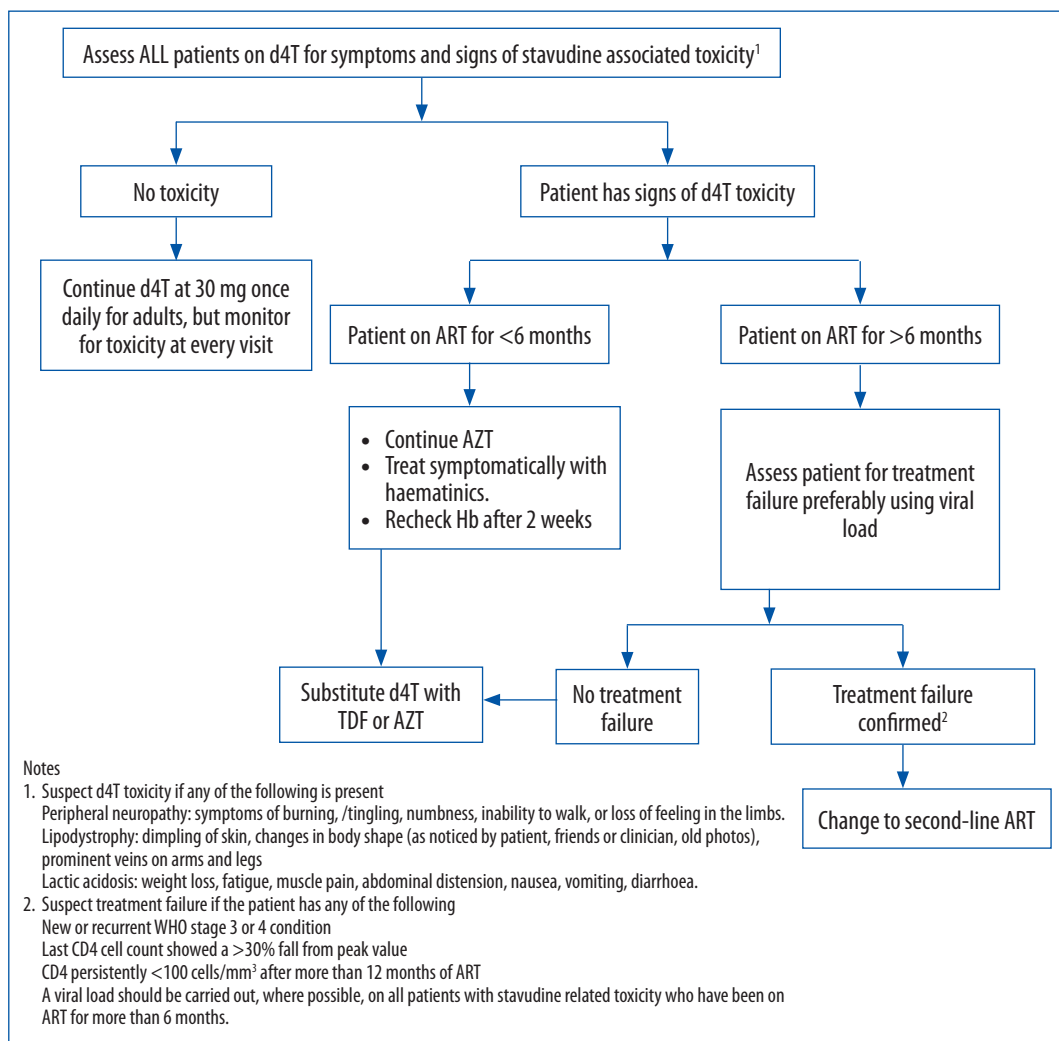 Assess ALL patients on d4T for symptoms and signs of stavudine associated toxicity¹
No toxicity
Patient has signs of d4T toxicity
Continue d4T at 30 mg once
daily for adults, but monitor
for toxicity at every visit
Patient on ART for <6 months
Patient on ART for >6 months
• Continue AZT
• Treat symptomatically with
haematinics.
• Recheck Hb after 2 weeks
Assess patient for treatment
failure preferably using viral
load
Substitute d4T with
TDF or AZT
No treatment
failure
Treatment failure
confirmed²
Change to second-line ART
Notes
1. Suspect d4T toxicity if any of the following is present
Peripheral neuropathy: symptoms of burning, /tingling, numbness, inability to walk, or loss of feeling in the limbs.
Lipodystrophy: dimpling of skin, changes in body shape (as noticed by patient, friends or clinician, old photos),
prominent veins on arms and legs
Lactic acidosis: weight loss, fatigue, muscle pain, abdominal distension, nausea, vomiting, diarrhoea.
2. Suspect treatment failure if the patient has any of the following
New or recurrent WHO stage 3 or 4 condition
Last CD4 cell count showed a >30% fall from peak value
CD4 persistently <100 cells/mm³ after more than 12 months of ART
A viral load should be carried out, where possible, on all patients with stavudine related toxicity who have been on
ART for more than 6 months.